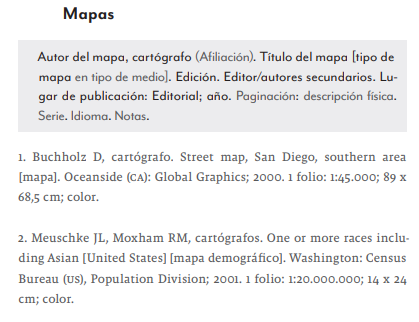 Mapas
Autor del mapa, cartógrafo (Afiliación). Título del mapa [tipo de
mapa en tipo de medio]. Edición. Editor/autores secundarios. Lu-
gar de publicación: Editorial; año. Paginación: descripción física.
Serie. Idioma. Notas.
1. Buchholz D, cartógrafo. Street map, San Diego, southern area
[mapa]. Oceanside (CA): Global Graphics; 2000. 1 folio: 1:45.000; 89 x
68,5 cm; color.
2. Meuschke JL, Moxham RM, cartógrafos. One or more races inclu-
ding Asian [United States] [mapa demográfico]. Washington: Census
Bureau (US), Population Division; 2001. 1 folio: 1:20.000.000; 14 x 24
cm; color.